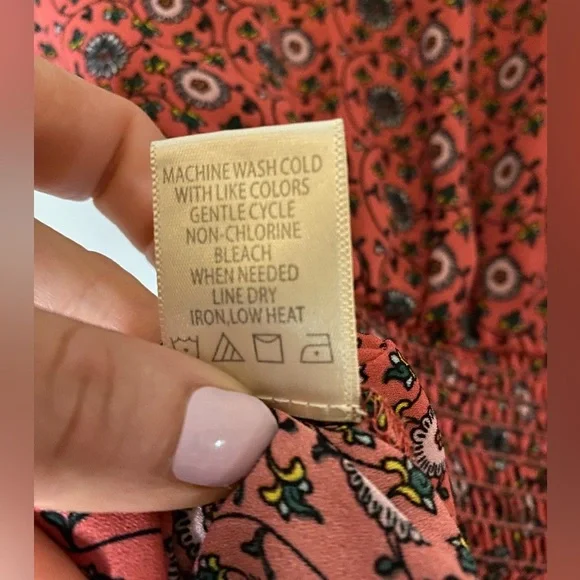 MACHINE WASH COLD
WITH LIKE COLORS
GENTLE CYCLE
NON-CHLORINE
BLEACH
WHEN NEEDED
LINE DRY
IRON,LOW HEAT